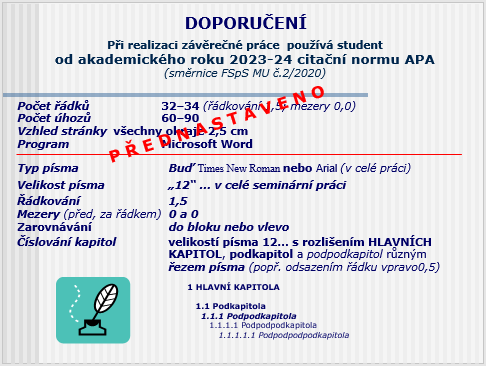 DOPORUČENÍ
Při realizaci závěrečné práce používá student
od akademického roku 2023-24 citační normu APA
(směrnice FSpS MU č.2/2020)
Počet řádků 32–34 (řádkování 1,5, mezery 0,0)
Počet úhozů 60–90
Vzhled stránky všechny okraje 2,5 cm
Program Microsoft Word
PŘEDNASTAVENO
Typ písma Buď Times New Roman nebo Arial (v celé práci)
Velikost písma „12“ … v celé seminární práci
Řádkování 1,5
Mezery (před, za řádkem) 0 a 0
Zarovnávání do bloku nebo vlevo
Číslování kapitol velikostí písma 12… s rozlišením HLAVNÍCH
KAPITOL, podkapitol a podpodkapitol různým
řezem písma (popř. odsazením řádku vpravo0,5)
1 HLAVNÍ KAPITOLA
1.1 Podkapitola
1.1.1 Podpodkapitola
1.1.1.1 Podpodpodkapitola
1.1.1.1.1 Podpodpodpodkapitola